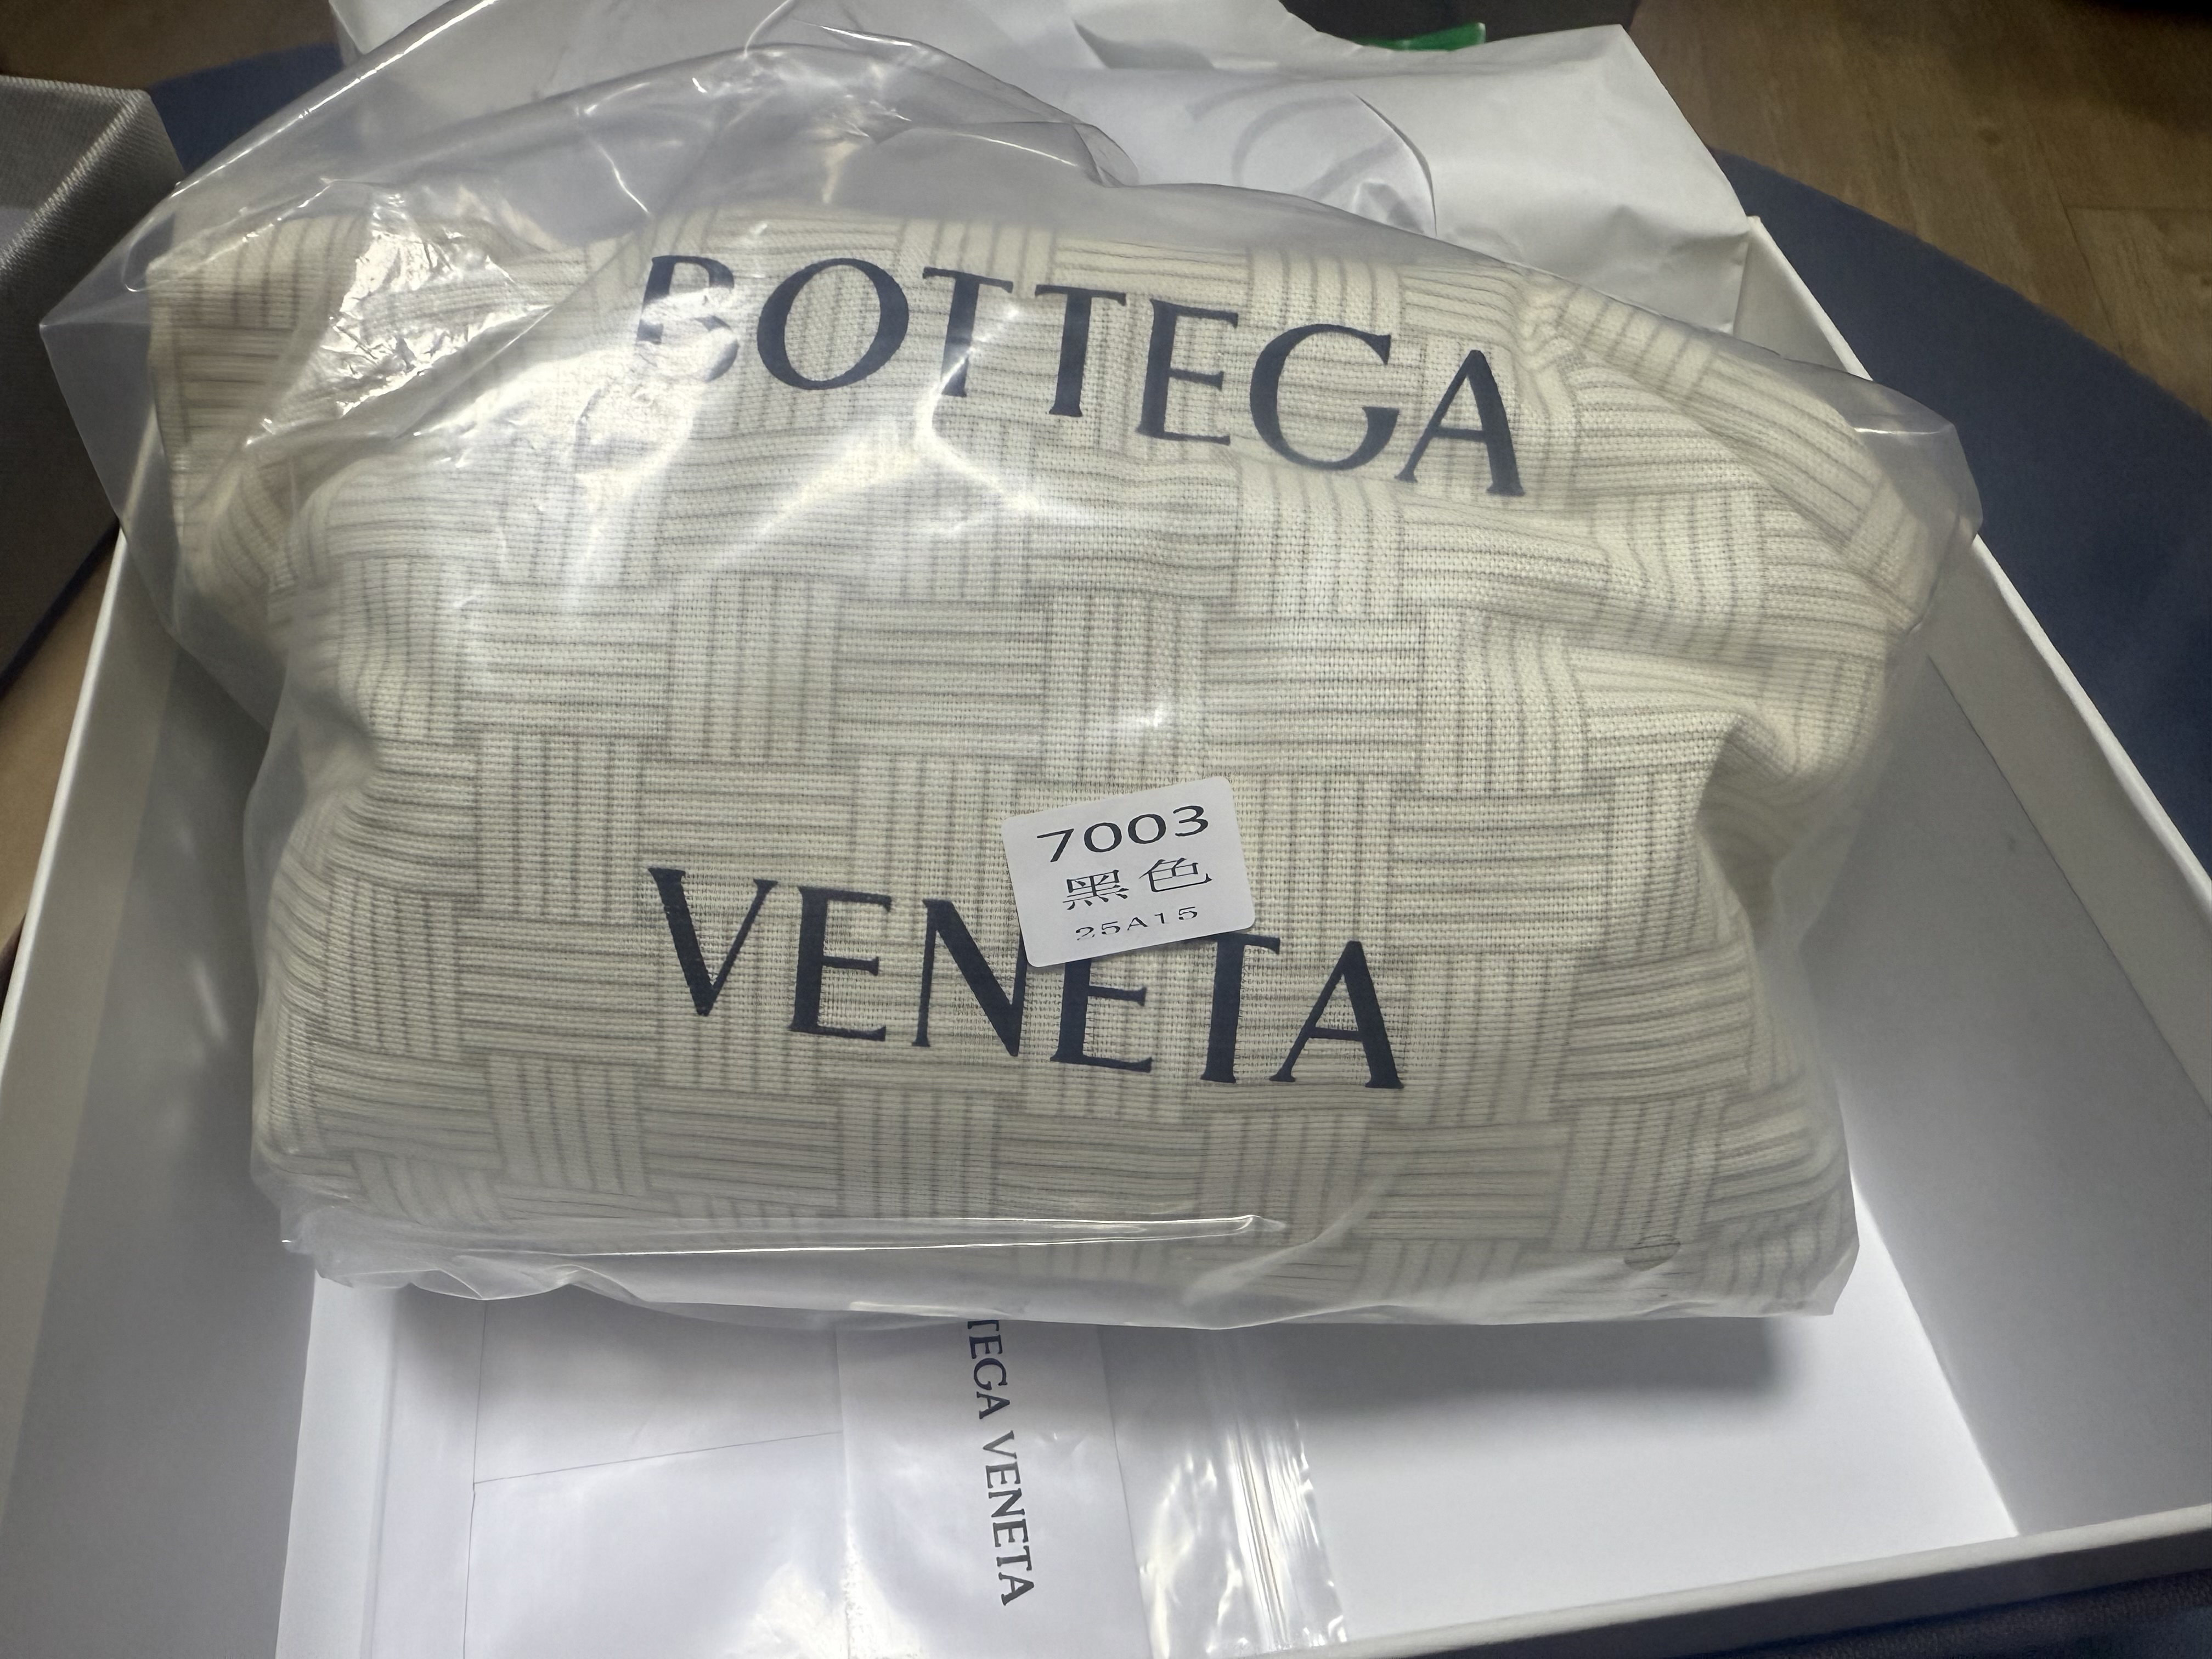 BOTTEGA
7003
黑色
25A15
VENETA
TEGA VENETA